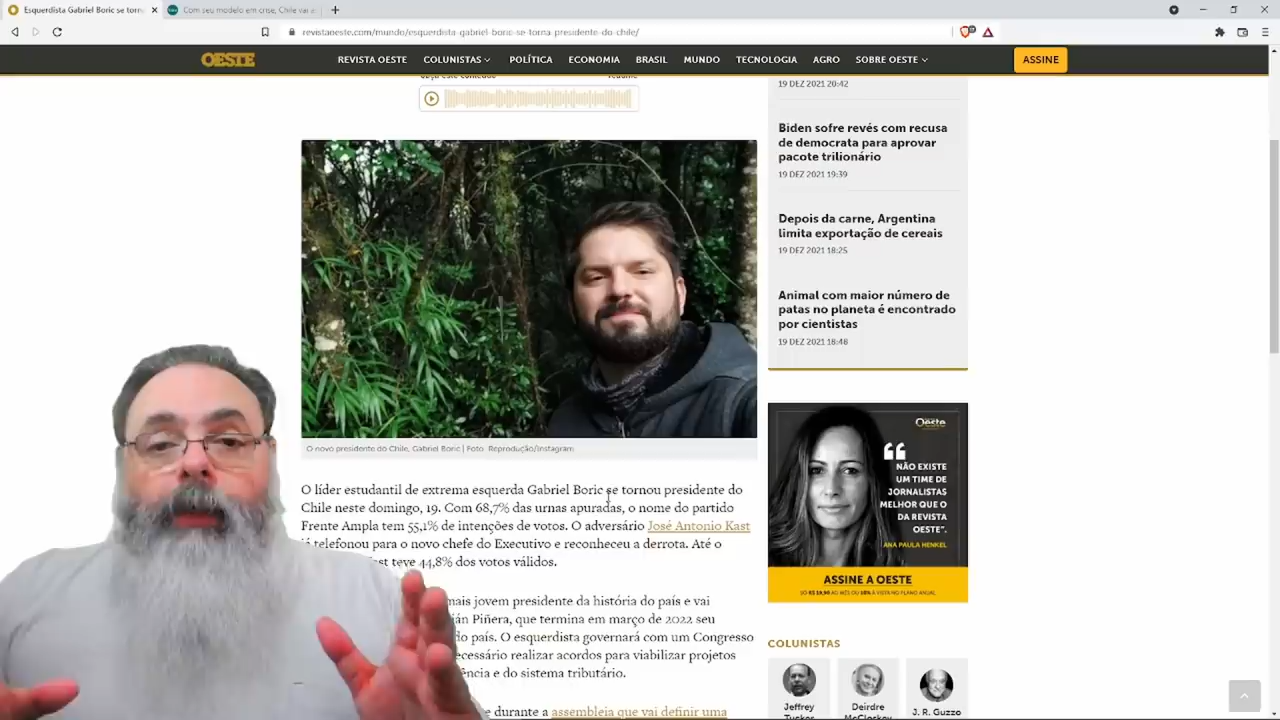 Esquerdista Gabriel Boric se torn
Com seu modelo em crise, Chile vai a
revistaoeste.com/mundo/esquerdista-gabriel-boric-se-torna-presidente-do-chile/
OESTE
REVISTA OESTE
COLUNISTAS
POLÍTICA
ECONOMIA
BRASIL
MUNDO
TECNOLOGIA
AGRO
SOBRE OESTE
ASSINE
19 DEZ 2021 20:42
Biden sofre revés com recusa
de democrata para aprovar
pacote trilionário
19 DEZ 2021 19:39
Depois da carne, Argentina
limita exportação de cereais
19 DEZ 2021 18:25
Animal com maior número de
patas no planeta é encontrado
por cientistas
19 DEZ 2021 18:48
O novo presidente do Chile, Gabriel Boric | Foto: Reprodução/Instagram
O líder estudantil de extrema esquerda Gabriel Boric se tornou presidente do
Chile neste domingo, 19. Com 68,7% das urnas apuradas, o nome do partido
Frente Ampla tem 55,1% de intenções de votos. O adversário José Antonio Kast
já telefonou para o novo chefe do Executivo e reconheceu a derrota. Até o
teve 44,8% dos votos válidos.
mais jovem presidente da história do país e vai
Piñera, que termina em março de 2022 seu
do país. O esquerdista governará com um Congresso
realizar acordos para viabilizar projetos
e do sistema tributário.
durante a assembleia que vai definir uma
Oeste
NÃO EXISTE
UM TIME DE
JORNALISTAS
MELHOR QUE O
DA REVISTA
OESTE".
ANA PAULA HENKEL
ASSINE A OESTE
COLUNISTAS
Jeffrey
Tucker
Deirdre
McCloskey
J. R. Guzzo